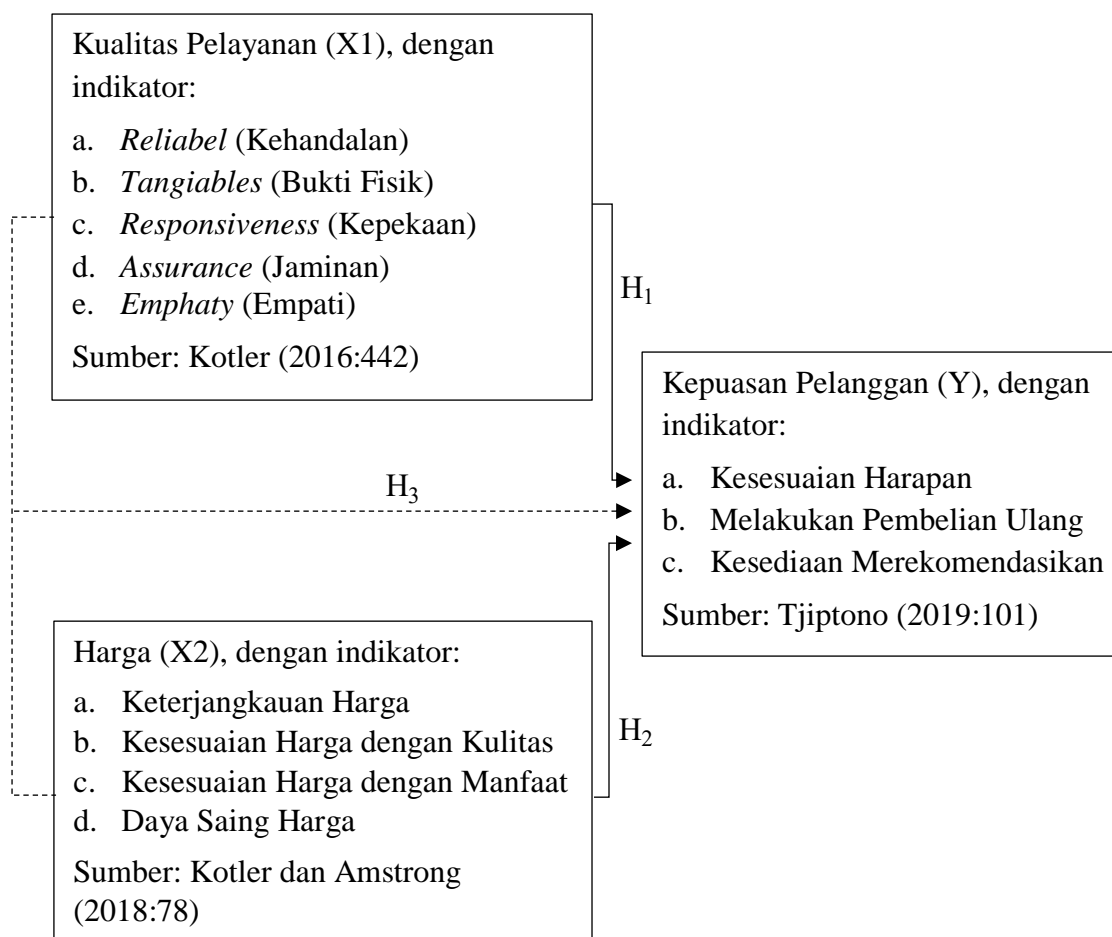 Kualitas Pelayanan (X1), dengan
indikator:
a. Reliabel (Kehandalan)
b. Tangiables (Bukti Fisik)
c. Responsiveness (Kepekaan)
d. Assurance (Jaminan)
e. Emphaty (Empati)
Sumber: Kotler (2016:442)
H1
Kepuasan Pelanggan (Y), dengan
indikator:
a. Kesesuaian Harapan
b. Melakukan Pembelian Ulang
c. Kesediaan Merekomendasikan
Sumber: Tjiptono (2019:101)
H3
Harga (X2), dengan indikator:
a. Keterjangkauan Harga
b. Kesesuaian Harga dengan Kulitas
c. Kesesuaian Harga dengan Manfaat
d. Daya Saing Harga
Sumber: Kotler dan Amstrong
(2018:78)
H2